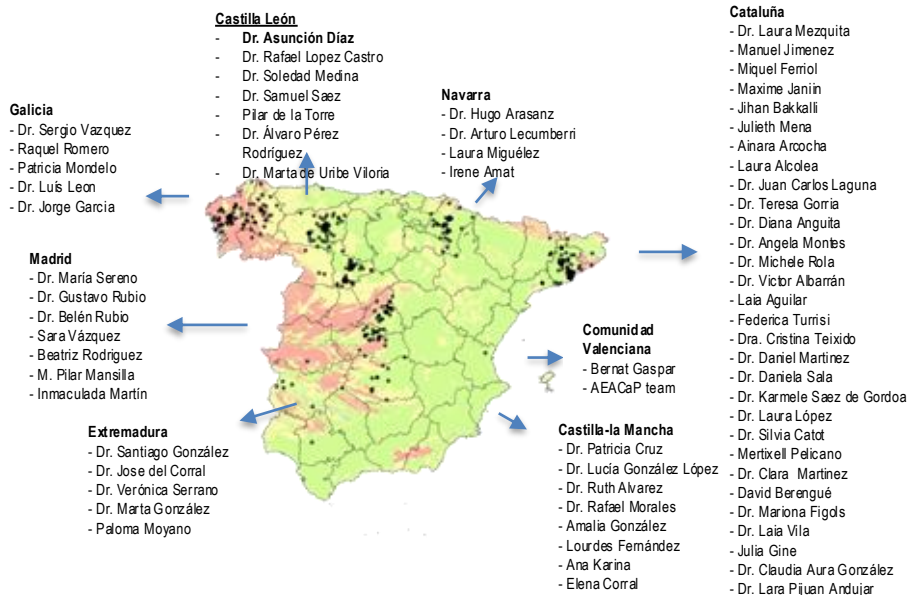 Castilla León
- Dr. Asunción Díaz
- Dr. Rafael Lopez Castro
- Dr. Soledad Medina
- Dr. Samuel Saez
- Pilar de la Torre
- Dr. Álvaro Pérez
Rodríguez
- Dr. Marta de Uribe Viloria
Galicia
- Dr. Sergio Vazquez
- Raquel Romero
- Patricia Mondelo
- Dr. Luis Leon
- Dr. Jorge García
Navarra
- Dr. Hugo Arasanz
- Dr. Arturo Lecumberri
- Laura Miguélez
- Irene Amat
Madrid
- Dr. María Sereno
- Dr. Gustavo Rubio
- Dr. Belén Rubio
- Sara Vázquez
- Beatriz Rodríguez
- M. Pilar Mansilla
- Inmaculada Martín
Extremadura
- Dr. Santiago González
- Dr. Jose del Corral
- Dr. Verónica Serrano
- Dr. Marta González
- Paloma Moyano
Comunidad
Valenciana
- Bernat Gaspar
- AEACaP team
Castilla-la Mancha
- Dr. Patricia Cruz
- Dr. Lucía González López
- Dr. Ruth Alvarez
- Dr. Rafael Morales
- Amalia González
- Lourdes Fernández
- Ana Karina
- Elena Corral
Cataluña
- Dr. Laura Mezquita
- Manuel Jimenez
- Miquel Ferriol
- Maxime Janiin
- Jihan Bakkalli
- Julieth Mena
- Ainara Arcocha
- Laura Alcolea
- Dr. Juan Carlos Laguna
- Dr. Teresa Gorria
- Dr. Diana Anguita
- Dr. Angela Montes
- Dr. Michele Rola
- Dr. Victor Albarrán
- Laia Aguilar
- Federica Turrisi
- Dra. Cristina Teixido
- Dr. Daniel Martinez
- Dr. Daniela Sala
- Dr. Karmele Saez de Gordoa
- Dr. Laura López
- Dr. Silvia Catot
- Mertixell Pelicano
- Dr. Clara Martinez
- David Berengué
- Dr. Mariona Figols
- Dr. Laia Vila
- Julia Gine
- Dr. Claudia Aura González
- Dr. Lara Pijuan Andujar